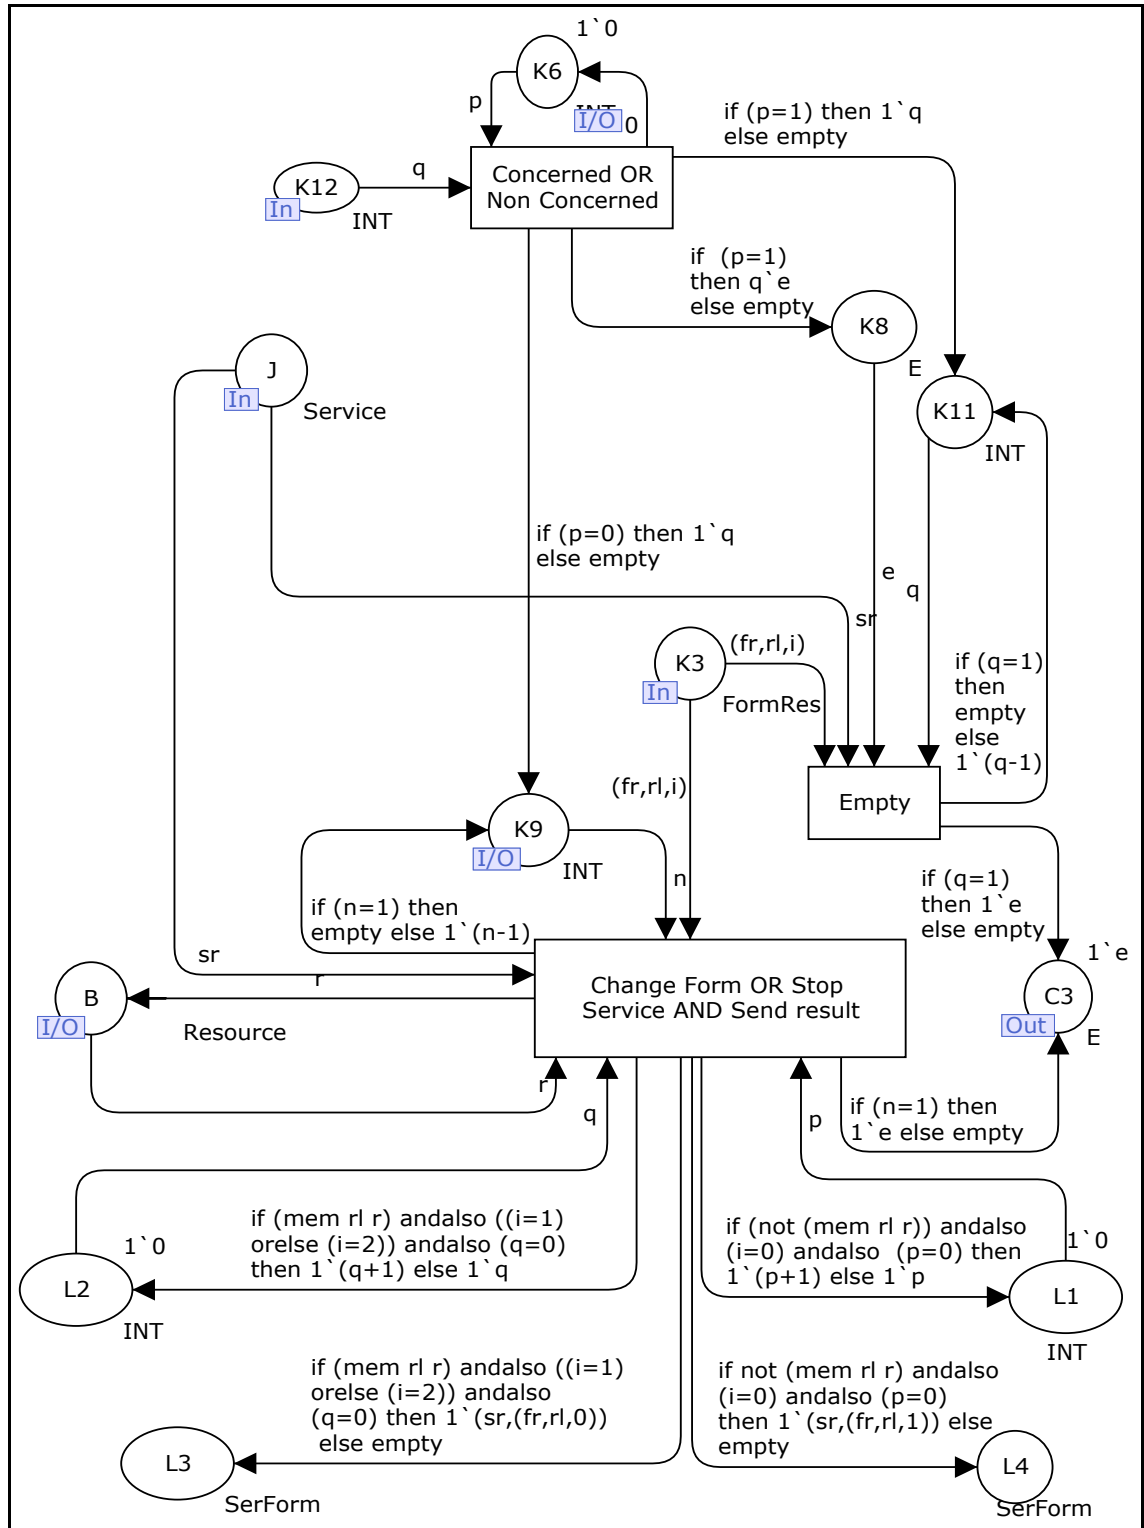 1`0
K6
p
INT
I/O
0
if (p=1) then 1`q
else empty
K12
In
INT
q
Concerned OR
Non Concerned
if  (p=1)
then q`e
else empty
K8
E
J
In
Service
K11
INT
if (p=0) then 1`q
else empty
e
q
sr
K3
In
(fr,rl,i)
FormRes
if (q=1)
then
empty
else
1`(q-1)
(fr,rl,i)
Empty
K9
I/O
INT
n
if (n=1) then
empty else 1`(n-1)
if (q=1)
then 1`e
else empty
sr
r
B
I/O
Resource
Change Form OR Stop
Service AND Send result
1`e
C3
Out
E
r
q
p
if (n=1) then
1`e else empty
if (mem rl r) andalso ((i=1)
orelse (i=2)) andalso (q=0)
then 1`(q+1) else 1`q
1`0
L2
INT
if (not (mem rl r)) andalso
(i=0) andalso  (p=0) then
1`(p+1) else 1`p
1`0
L1
INT
if (mem rl r) andalso ((i=1)
orelse (i=2)) andalso
(q=0) then 1`(sr,(fr,rl,0))
else empty
L3
SerForm
if not (mem rl r) andalso
(i=0) andalso (p=0)
then 1`(sr,(fr,rl,1)) else
empty
L4
SerForm